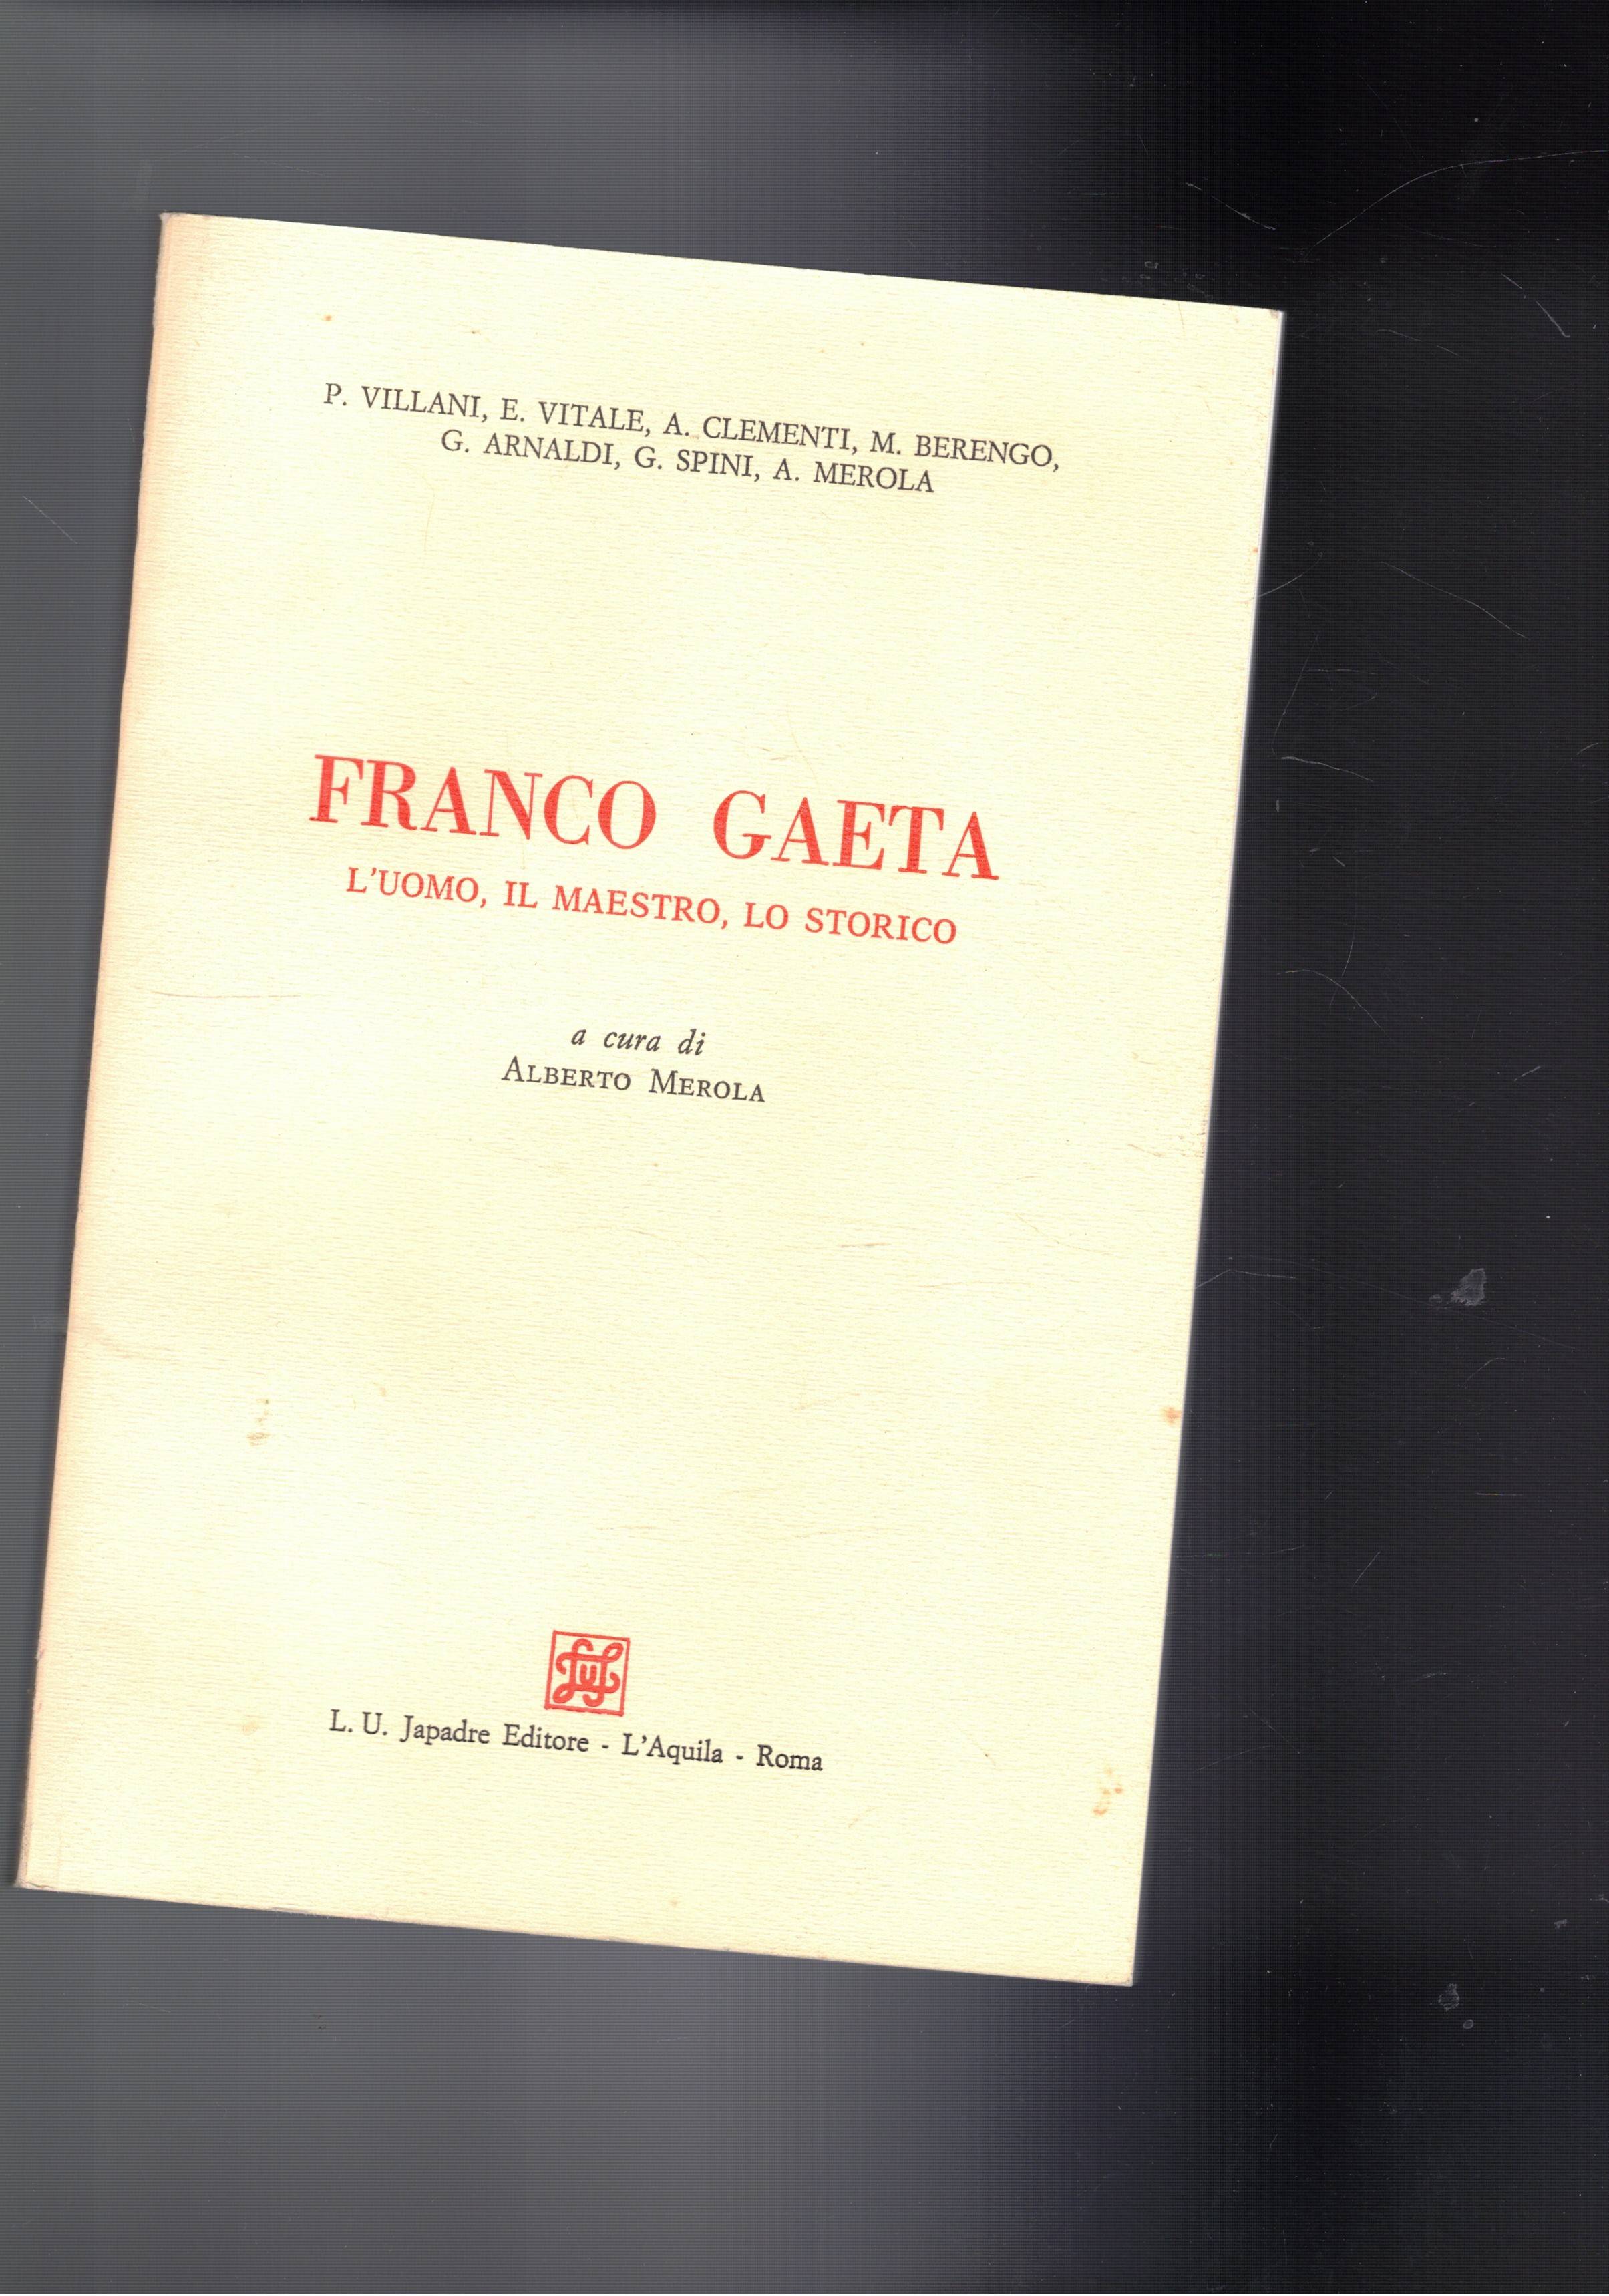 P. VILLANI, E. VITALE, A. CLEMENTI, M. BERENGO,
G. ARNALDI, G. SPINI, A. MEROLA
FRANCO GAETA
L'UOMO, IL MAESTRO, LO STORICO
a cura di
ALBERTO MEROLA
L. U. Japadre Editore - L'Aquila - Roma